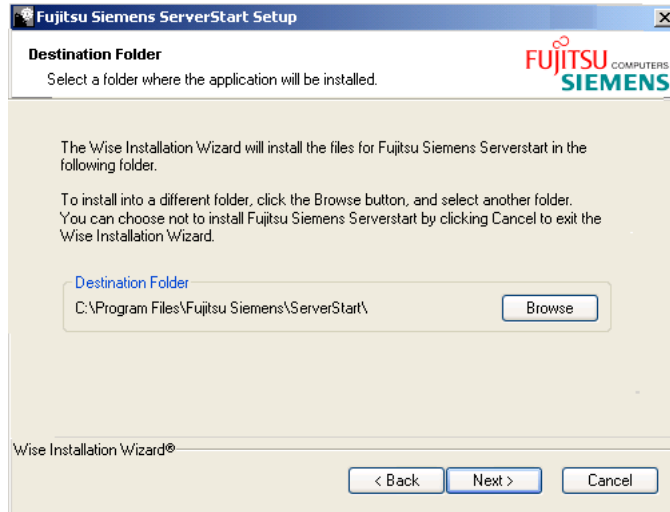 Fujitsu Siemens ServerStart Setup
Destination Folder
Select a folder where the application will be installed.
FUJITSU COMPUTERS
SIEMENS
The Wise Installation Wizard will install the files for Fujitsu Siemens Serverstart in the
following folder.
To install into a different folder, click the Browse button, and select another folder.
You can choose not to install Fujitsu Siemens Serverstart by clicking Cancel to exit the
Wise Installation Wizard.
Destination Folder
C:\Program Files\Fujitsu Siemens\ServerStart\
Browse
Wise Installation Wizard®
< Back Next > Cancel